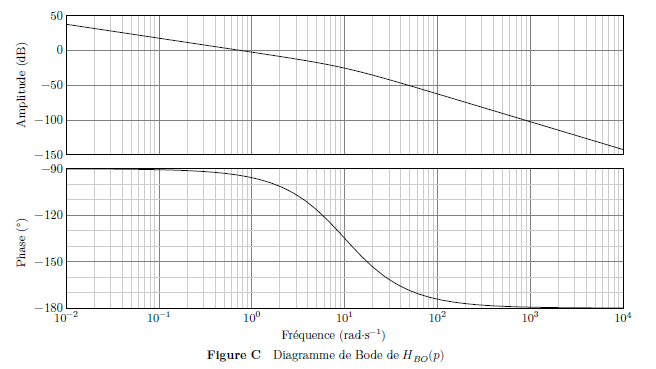 50
0
−50
−100
−150
Amplitude (dB)
−90
−120
−150
−180
Phase (°)
10⁻² 10⁻¹ 10⁰ 10¹ 10² 10³ 10⁴
Fréquence (rad·s⁻¹)
Figure C Diagramme de Bode de H_BO(p)